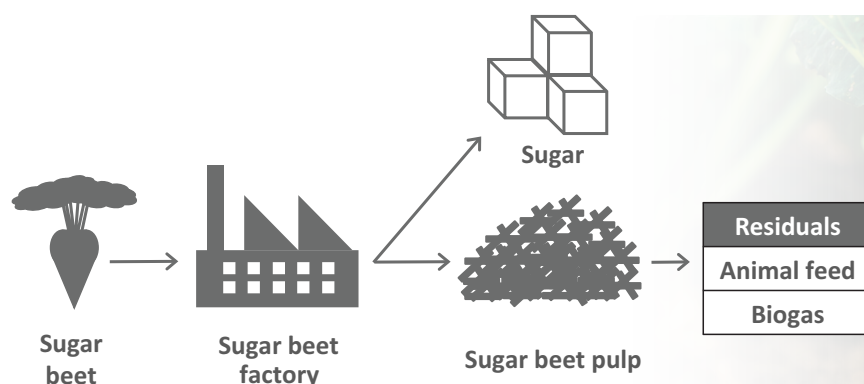 Sugar
Sugar
beet
Sugar beet
factory
Sugar beet pulp
Residuals
Animal feed
Biogas